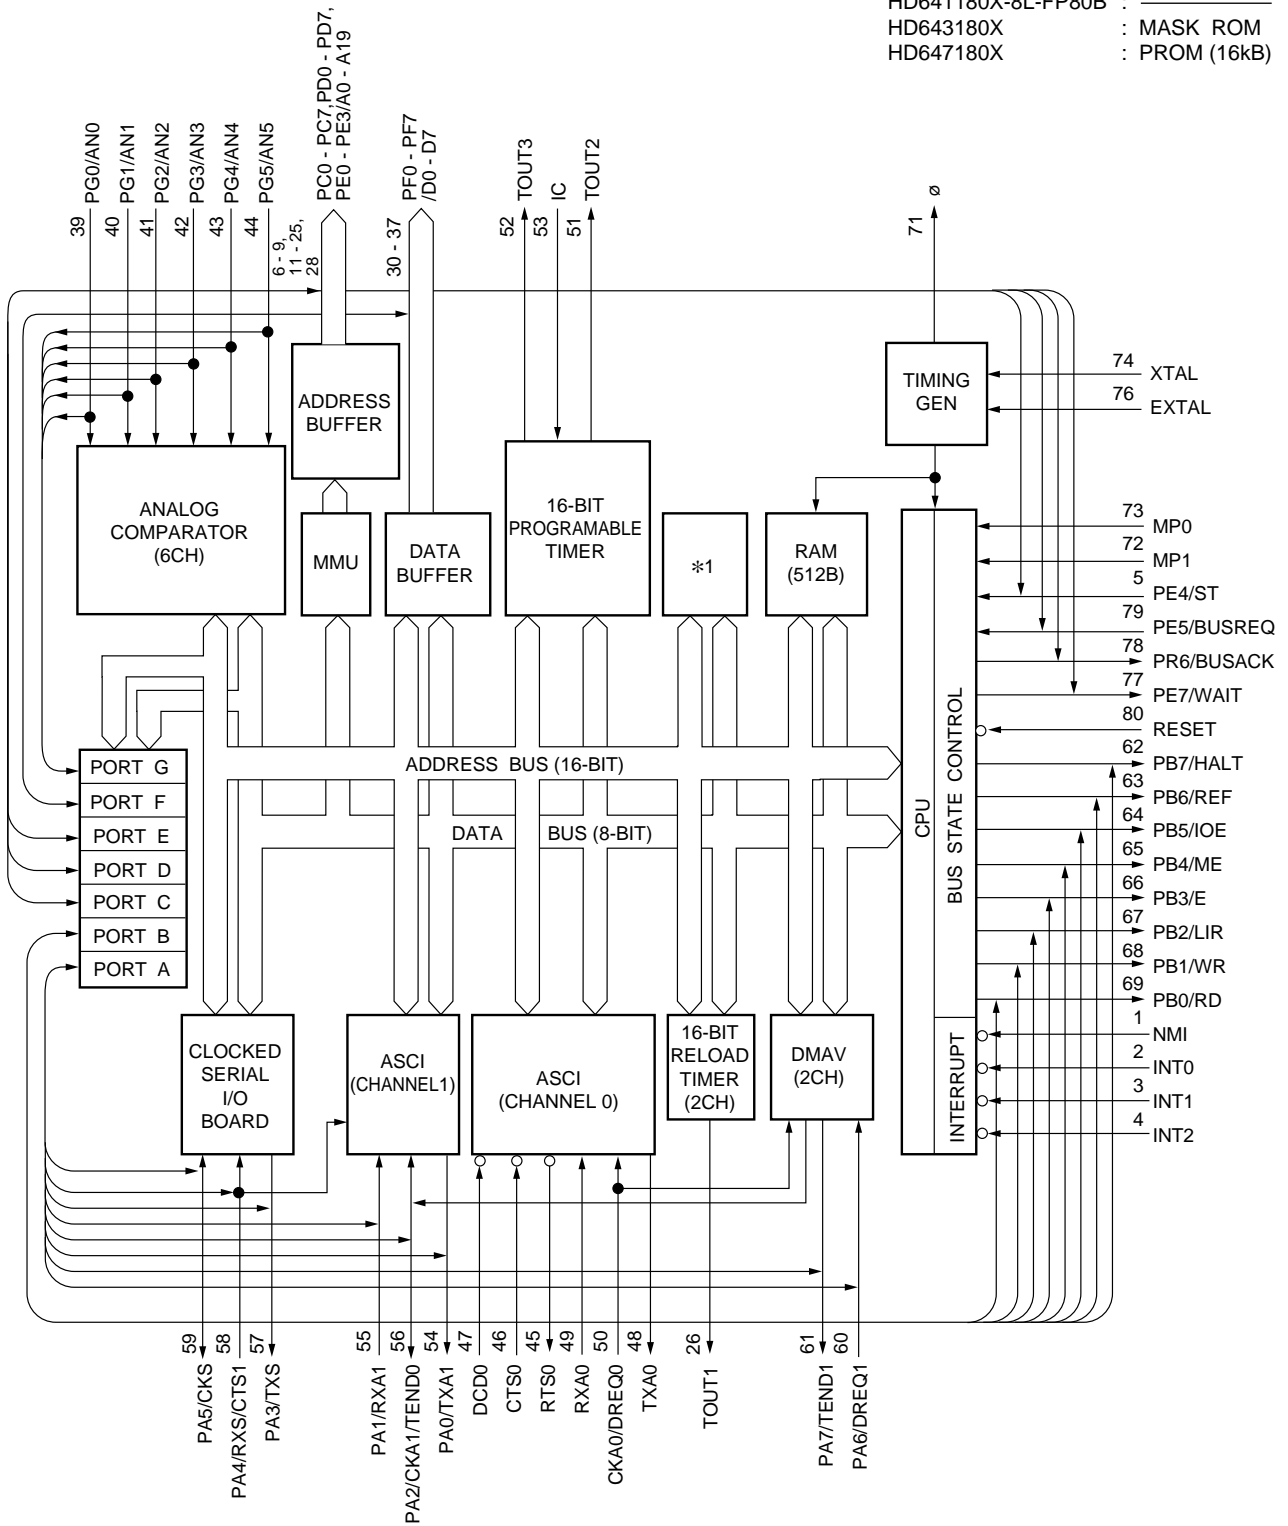 HD641180X-8L-FP80B :
HD643180X : MASK ROM
HD647180X : PROM (16kB)
39 PG0/AN0
40 PG1/AN1
41 PG2/AN2
42 PG3/AN3
43 PG4/AN4
44 PG5/AN5
6 - 9,
11 - 25,
28
PC0 - PC7,PD0 - PD7,
PE0 - PE3/A0 - A19
30 - 37
PF0 - PF7
/D0 - D7
52 TOUT3
53 IC
51 TOUT2
71 ø
ADDRESS
BUFFER
TIMING
GEN
74 XTAL
76 EXTAL
ANALOG
COMPARATOR
(6CH)
MMU
DATA
BUFFER
16-BIT
PROGRAMABLE
TIMER
*1
RAM
(512B)
CPU
BUS STATE CONTROL
INTERRUPT
73 MP0
72 MP1
5 PE4/ST
79 PE5/BUSREQ
78 PR6/BUSACK
77 PE7/WAIT
80 RESET
62 PB7/HALT
63 PB6/REF
64 PB5/IOE
65 PB4/ME
66 PB3/E
67 PB2/LIR
68 PB1/WR
69 PB0/RD
1 NMI
2 INT0
3 INT1
4 INT2
ADDRESS BUS (16-BIT)
DATA BUS (8-BIT)
PORT G
PORT F
PORT E
PORT D
PORT C
PORT B
PORT A
CLOCKED
SERIAL
I/O
BOARD
ASCI
(CHANNEL1)
ASCI
(CHANNEL 0)
16-BIT
RELOAD
TIMER
(2CH)
DMAV
(2CH)
59 PA5/CKS
58 PA4/RXS/CTS1
57 PA3/TXS
55 PA1/RXA1
56 PA2/CKA1/TEND0
54 PA0/TXA1
47 DCD0
46 CTS0
45 RTS0
49 RXA0
50 CKA0/DREQ0
48 TXA0
26 TOUT1
61 PA7/TEND1
60 PA6/DREQ1